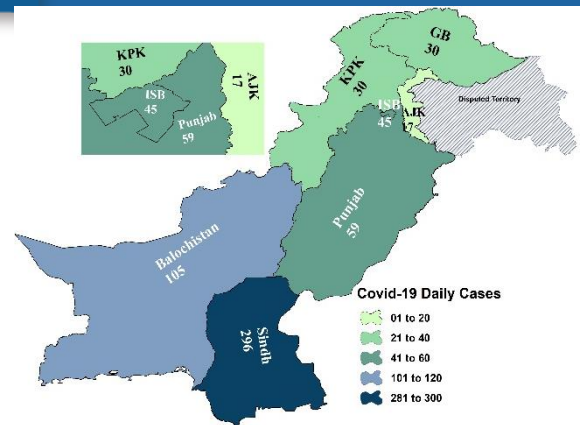 KPK
30
ISB
45
Punjab
59
AJK
17
GB
30
KPK
30
ISB
45
AJK
17
Disputed Territory
Punjab
59
Balochistan
105
Sindh
296
Covid-19 Daily Cases
01 to 20
21 to 40
41 to 60
101 to 120
281 to 300